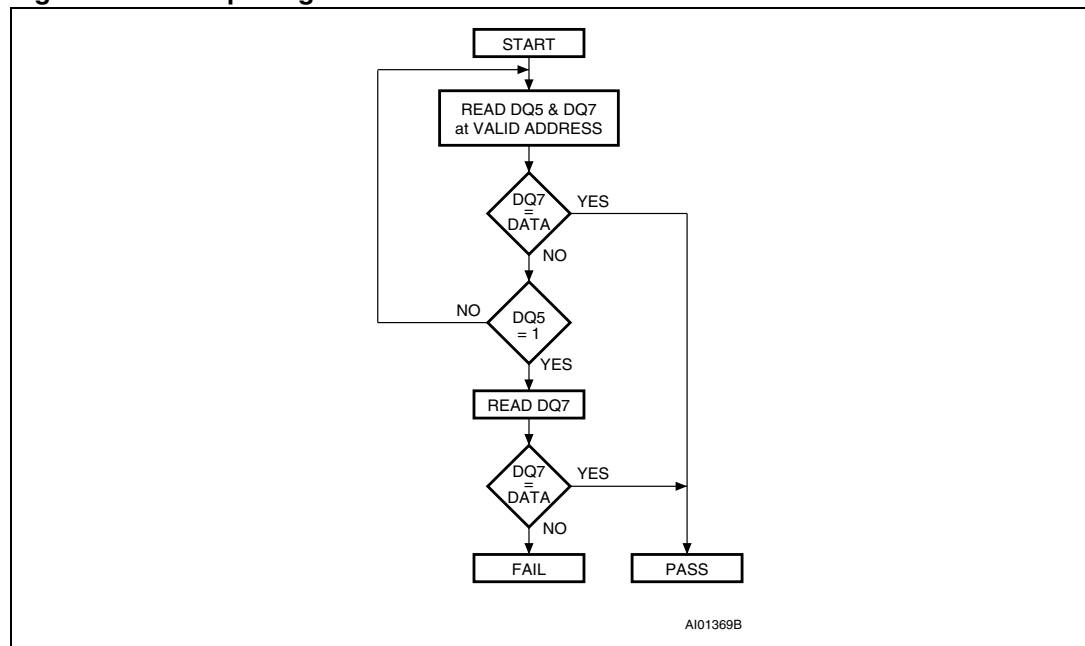 START
READ DQ5 & DQ7
at VALID ADDRESS
DQ7
=
DATA
YES
NO
NO
DQ5
= 1
YES
READ DQ7
DQ7
=
DATA
YES
NO
FAIL
PASS
AI01369B